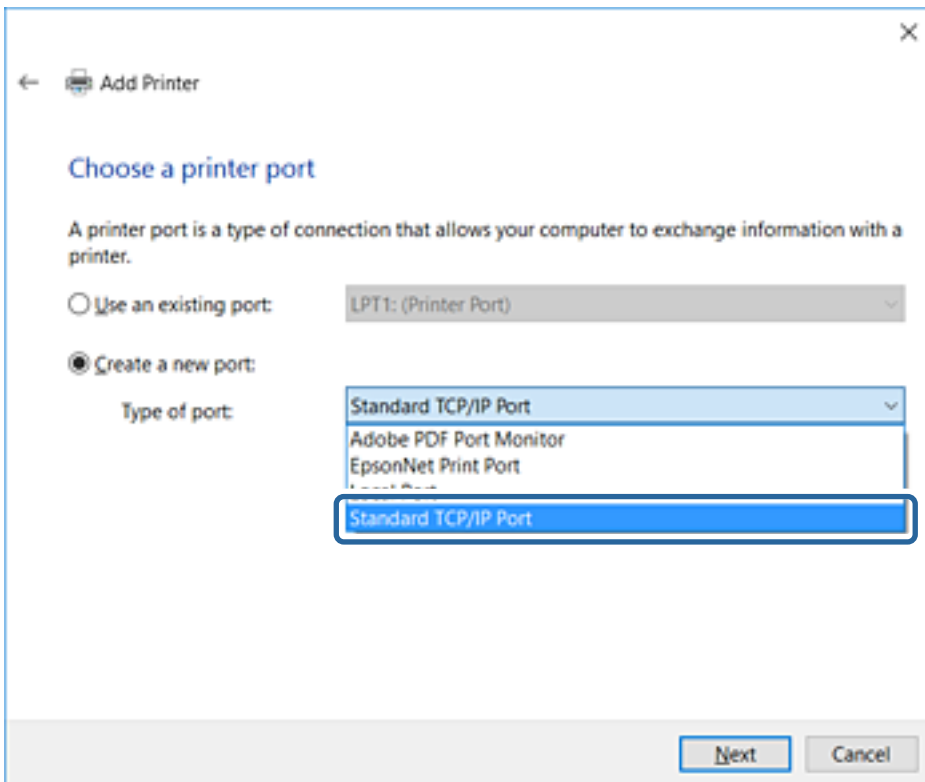 Add Printer
Choose a printer port
A printer port is a type of connection that allows your computer to exchange information with a
printer.
Use an existing port:
LPT1: (Printer Port)
Create a new port:
Type of port:
Standard TCP/IP Port
Adobe PDF Port Monitor
EpsonNet Print Port
Local Port
Standard TCP/IP Port
Next
Cancel